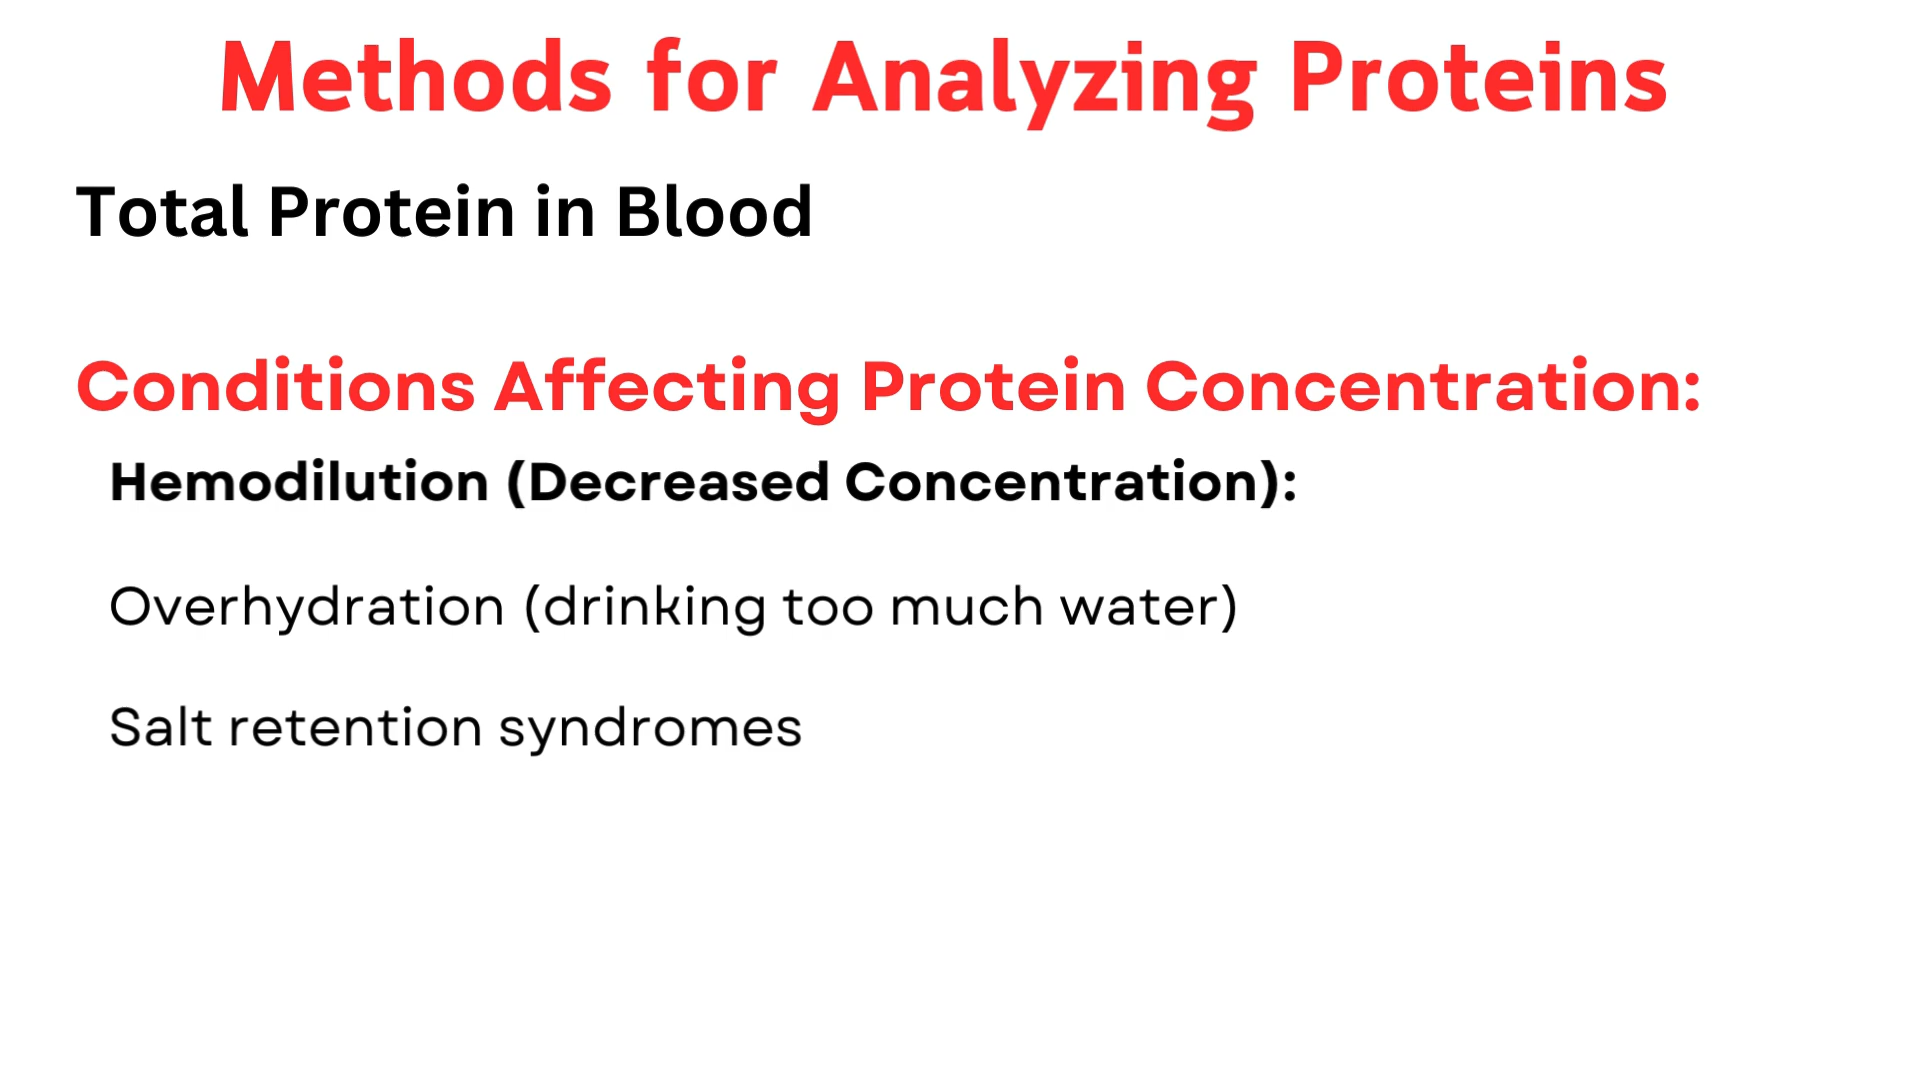 Methods for Analyzing Proteins
Total Protein in Blood
Conditions Affecting Protein Concentration:
Hemodilution (Decreased Concentration):
Overhydration (drinking too much water)
Salt retention syndromes